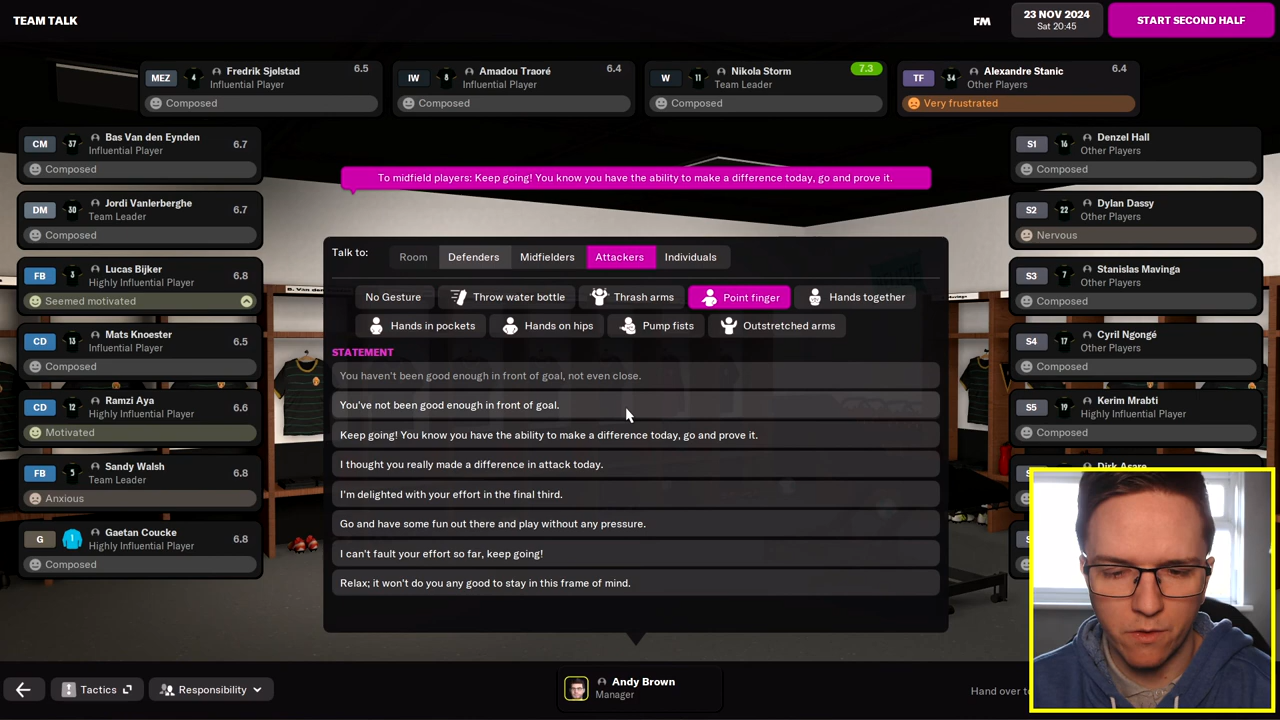 TEAM TALK
FM
23 NOV 2024
Sat 20:45
START SECOND HALF
MEZ 4 Fredrik Sjølstad 6.5
Influential Player
Composed
IW 8 Amadou Traoré 6.4
Influential Player
Composed
W 11 Nikola Storm 7.3
Team Leader
Composed
TF 34 Alexandre Stanic 6.4
Other Players
Very frustrated
CM 37 Bas Van den Eynden 6.7
Influential Player
Composed
DM 30 Jordi Vanlerberghe 6.7
Team Leader
Composed
FB 3 Lucas Bijker 6.8
Highly Influential Player
Seemed motivated
CD 13 Mats Knoester 6.5
Influential Player
Composed
CD 12 Ramzi Aya 6.6
Highly Influential Player
Motivated
FB 5 Sandy Walsh 6.8
Team Leader
Anxious
G 1 Gaetan Coucke 6.8
Highly Influential Player
Composed
To midfield players: Keep going! You know you have the ability to make a difference today, go and prove it.
Talk to: Room Defenders Midfielders Attackers Individuals
No Gesture Throw water bottle Thrash arms Point finger Hands together
Hands in pockets Hands on hips Pump fists Outstretched arms
STATEMENT
You haven't been good enough in front of goal, not even close.
You've not been good enough in front of goal.
Keep going! You know you have the ability to make a difference today, go and prove it.
I thought you really made a difference in attack today.
I'm delighted with your effort in the final third.
Go and have some fun out there and play without any pressure.
I can't fault your effort so far, keep going!
Relax; it won't do you any good to stay in this frame of mind.
S1 16 Denzel Hall
Other Players
Composed
S2 22 Dylan Dassy
Other Players
Nervous
S3 7 Stanislas Mavinga
Other Players
Composed
S4 17 Cyril Ngongé
Other Players
Composed
S5 19 Kerim Mrabti
Highly Influential Player
Composed
Dirk Asare
Tactics
Responsibility
Andy Brown
Manager
Hand over to